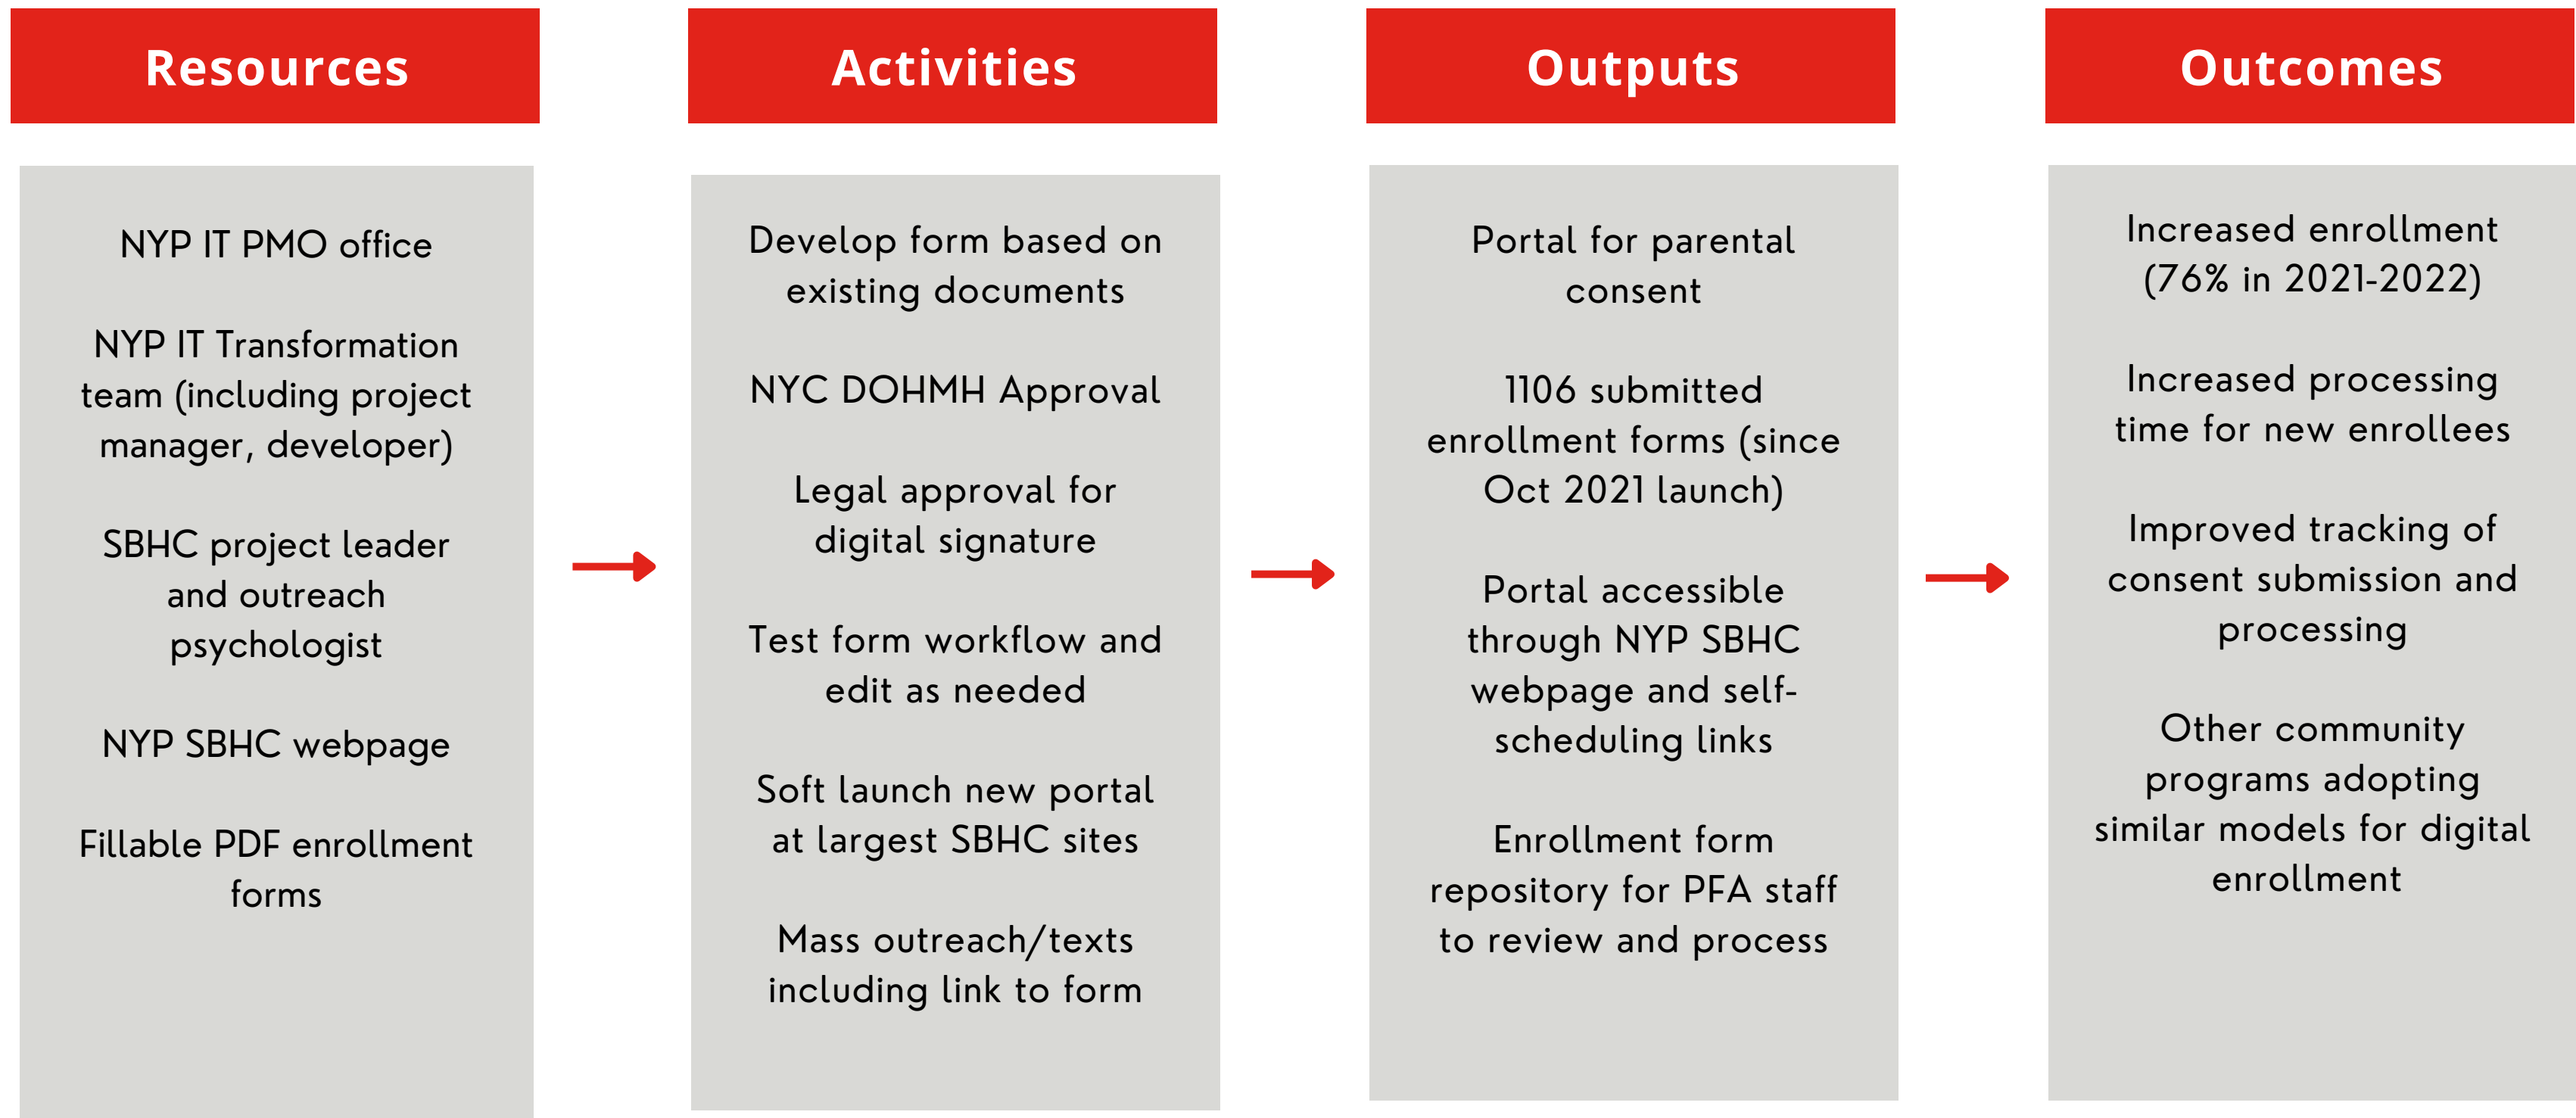 Resources
NYP IT PMO office
NYP IT Transformation
team (including project
manager, developer)
SBHC project leader
and outreach
psychologist
NYP SBHC webpage
Fillable PDF enrollment
forms
Activities
Develop form based on
existing documents
NYC DOHMH Approval
Legal approval for
digital signature
Test form workflow and
edit as needed
Soft launch new portal
at largest SBHC sites
Mass outreach/texts
including link to form
Outputs
Portal for parental
consent
1106 submitted
enrollment forms (since
Oct 2021 launch)
Portal accessible
through NYP SBHC
webpage and self-
scheduling links
Enrollment form
repository for PFA staff
to review and process
Outcomes
Increased enrollment
(76% in 2021-2022)
Increased processing
time for new enrollees
Improved tracking of
consent submission and
processing
Other community
programs adopting
similar models for digital
enrollment